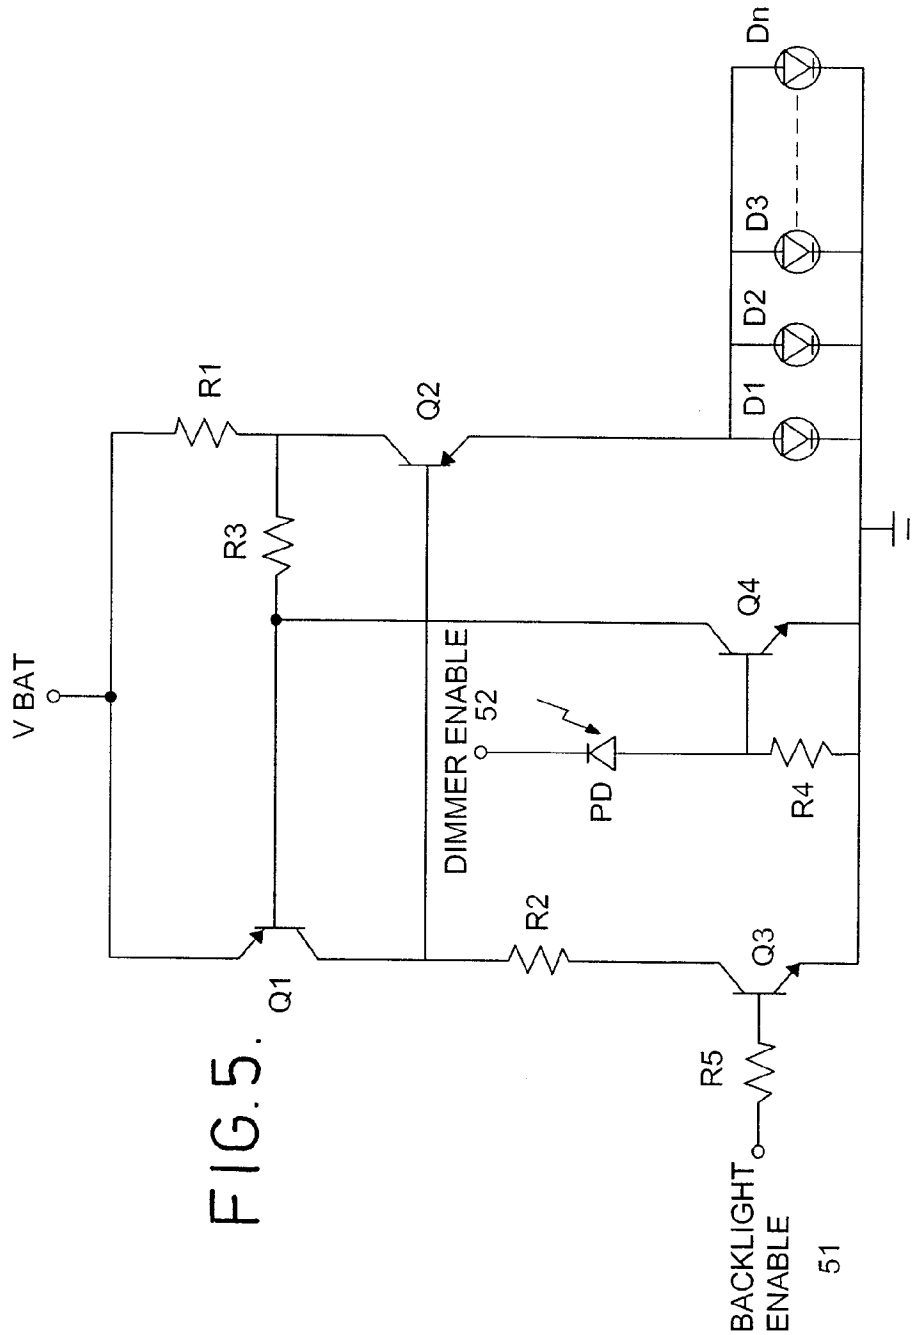 V BAT
R1
R3
Q1
Q2
DIMMER ENABLE
52
PD
R2
R4
Q4
Q3
R5
BACKLIGHT
ENABLE
51
D1
D2
D3
Dn
FIG. 5.